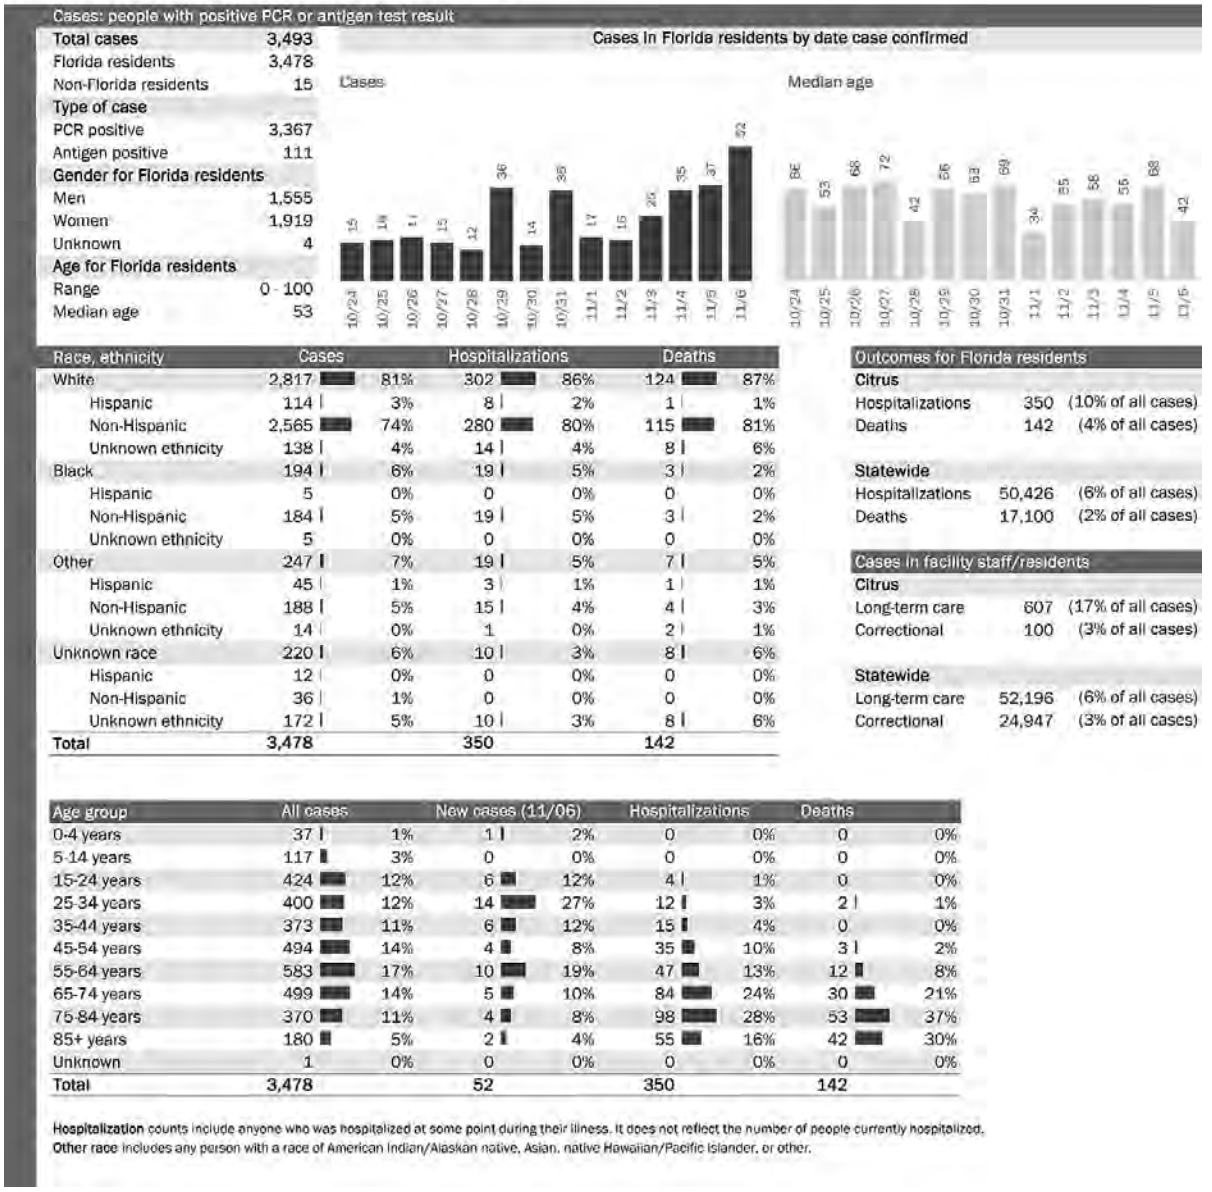 Cases: people with positive PCR or antigen test result
Total cases 3,493
Florida residents 3,478
Non-Florida residents 15
Type of case
PCR positive 3,367
Antigen positive 111
Gender for Florida residents
Men 1,555
Women 1,919
Unknown 4
Age for Florida residents
Range 0 - 100
Median age 53
Cases in Florida residents by date case confirmed
Cases
15 12 36 14 35 17 16 25 35 37 52
10/24 10/25 10/26 10/27 10/28 10/29 10/30 10/31 11/1 11/2 11/3 11/4 11/5 11/6
Median age
66 53 68 72 42 66 63 69 34 55 58 55 68 42
10/24 10/25 10/26 10/27 10/28 10/29 10/30 10/31 11/1 11/2 11/3 11/4 11/5 11/6
Race, ethnicity Cases Hospitalizations Deaths
White 2,817 81% 302 86% 124 87%
Hispanic 114 3% 8 2% 1 1%
Non-Hispanic 2,565 74% 280 80% 115 81%
Unknown ethnicity 138 4% 14 4% 8 6%
Black 194 6% 19 5% 3 2%
Hispanic 5 0% 0 0% 0 0%
Non-Hispanic 184 5% 19 5% 3 2%
Unknown ethnicity 5 0% 0 0% 0 0%
Other 247 7% 19 5% 7 5%
Hispanic 45 1% 3 1% 1 1%
Non-Hispanic 188 5% 15 4% 4 3%
Unknown ethnicity 14 0% 1 0% 2 1%
Unknown race 220 6% 10 3% 8 6%
Hispanic 12 0% 0 0% 0 0%
Non-Hispanic 36 1% 0 0% 0 0%
Unknown ethnicity 172 5% 10 3% 8 6%
Total 3,478 350 142
Outcomes for Florida residents
Citrus
Hospitalizations 350 (10% of all cases)
Deaths 142 (4% of all cases)
Statewide
Hospitalizations 50,426 (6% of all cases)
Deaths 17,100 (2% of all cases)
Cases in facility staff/residents
Citrus
Long-term care 607 (17% of all cases)
Correctional 100 (3% of all cases)
Statewide
Long-term care 52,196 (6% of all cases)
Correctional 24,947 (3% of all cases)
Age group All cases New cases (11/06) Hospitalizations Deaths
0-4 years 37 1% 1 2% 0 0% 0 0%
5-14 years 117 3% 0 0% 0 0% 0 0%
15-24 years 424 12% 6 12% 4 1% 0 0%
25-34 years 400 12% 14 27% 12 3% 2 1%
35-44 years 373 11% 6 12% 15 4% 0 0%
45-54 years 494 14% 4 8% 35 10% 3 2%
55-64 years 583 17% 10 19% 47 13% 12 8%
65-74 years 499 14% 5 10% 84 24% 30 21%
75-84 years 370 11% 4 8% 98 28% 53 37%
85+ years 180 5% 2 4% 55 16% 42 30%
Unknown 1 0% 0 0% 0 0% 0 0%
Total 3,478 52 350 142
Hospitalization counts include anyone who was hospitalized at some point during their illness. It does not reflect the number of people currently hospitalized.
Other race includes any person with a race of American Indian/Alaskan native, Asian, native Hawaiian/Pacific Islander, or other.